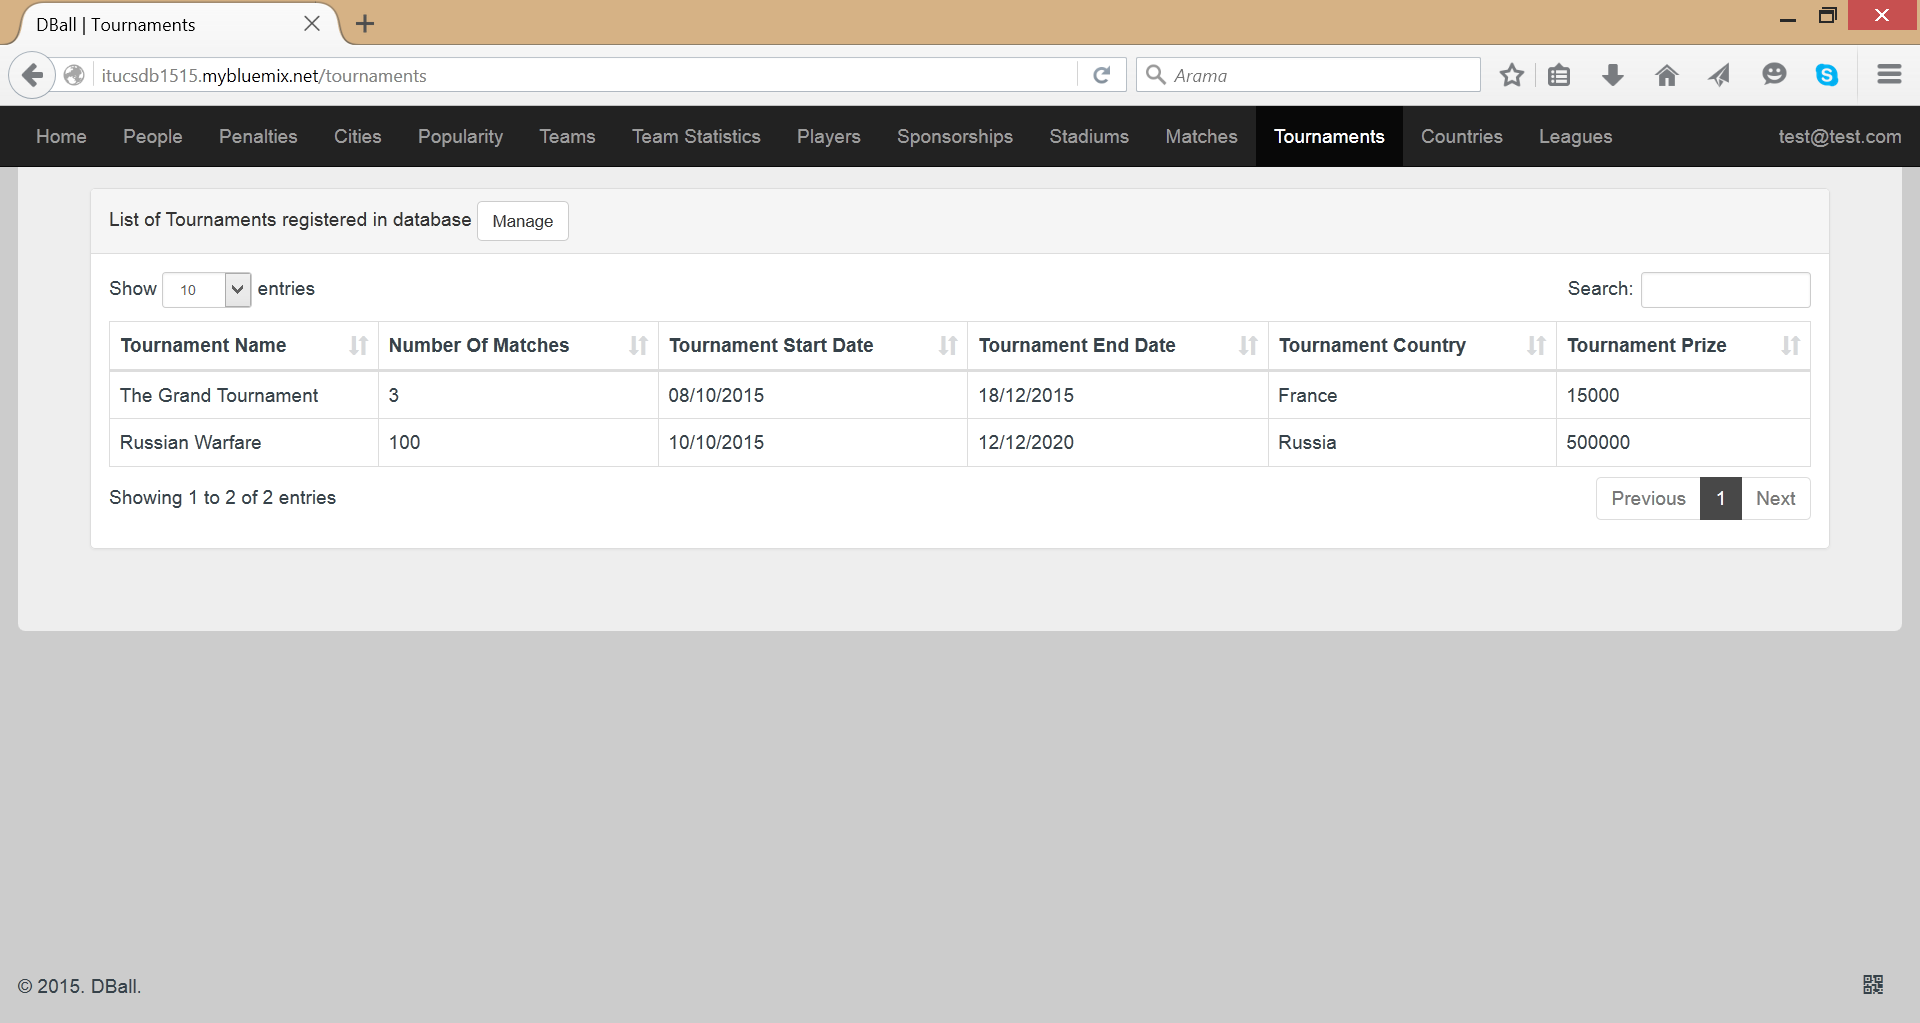 DBall | Tournaments
itucsdb1515.mybluemix.net/tournaments
Arama
Home People Penalties Cities Popularity Teams Team Statistics Players Sponsorships Stadiums Matches Tournaments Countries Leagues test@test.com
List of Tournaments registered in database Manage
Show 10 entries Search:
Tournament Name Number Of Matches Tournament Start Date Tournament End Date Tournament Country Tournament Prize
The Grand Tournament 3 08/10/2015 18/12/2015 France 15000
Russian Warfare 100 10/10/2015 12/12/2020 Russia 500000
Showing 1 to 2 of 2 entries Previous 1 Next
© 2015. DBall.